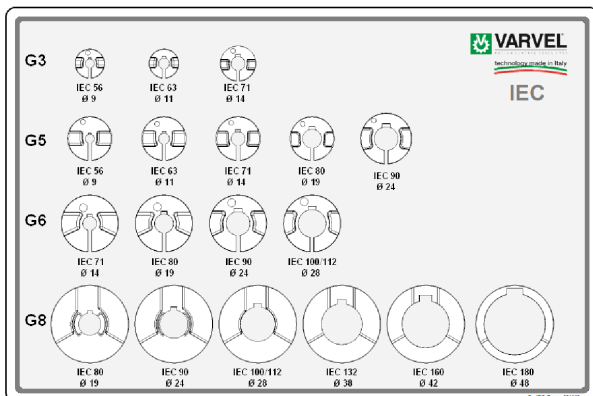 VARVEL
technology made in Italy
IEC
G3
IEC 56 IEC 63 IEC 71
Ø 9 Ø 11 Ø 14
G5
IEC 56 IEC 63 IEC 71 IEC 80 IEC 90
Ø 9 Ø 11 Ø 14 Ø 19 Ø 24
G6
IEC 71 IEC 80 IEC 90 IEC 100/112
Ø 14 Ø 19 Ø 24 Ø 28
G8
IEC 80 IEC 90 IEC 100/112 IEC 132 IEC 160 IEC 180
Ø 19 Ø 24 Ø 28 Ø 38 Ø 42 Ø 48